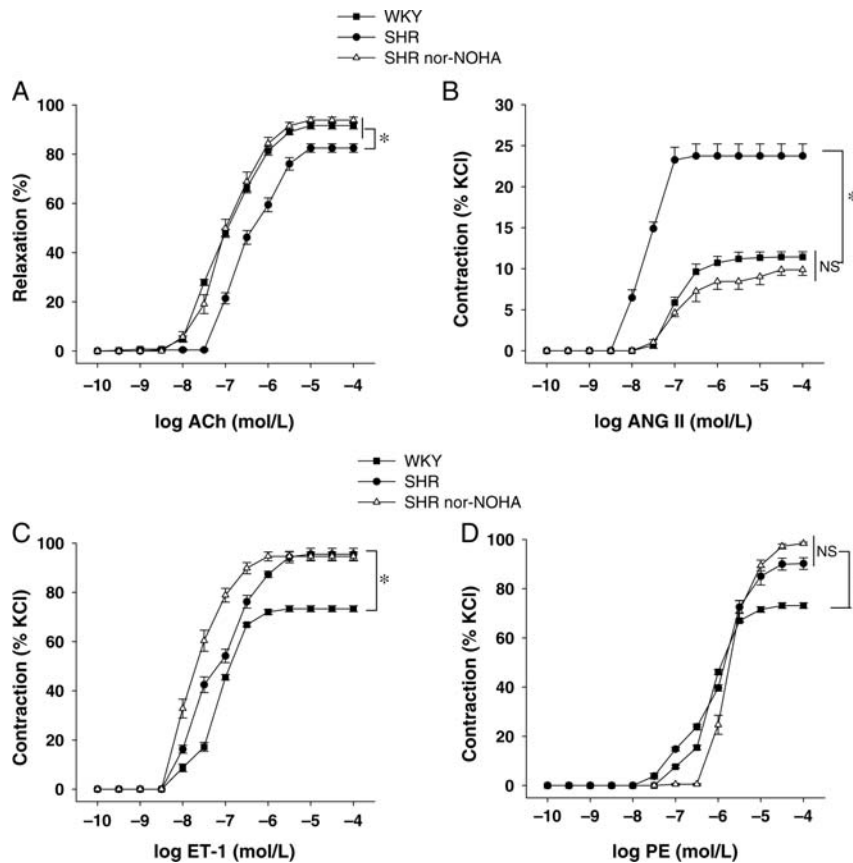 WKY
SHR
SHR nor-NOHA
A
100
80
60
40
20
0
Relaxation (%)
*
−10 −9 −8 −7 −6 −5 −4
log ACh (mol/L)
B
30
25
20
15
10
5
0
Contraction (% KCl)
*
NS
−10 −9 −8 −7 −6 −5 −4
log ANG II (mol/L)
WKY
SHR
SHR nor-NOHA
C
100
80
60
40
20
0
Contraction (% KCl)
*
−10 −9 −8 −7 −6 −5 −4
log ET-1 (mol/L)
D
100
80
60
40
20
0
Contraction (% KCl)
NS
−10 −9 −8 −7 −6 −5 −4
log PE (mol/L)